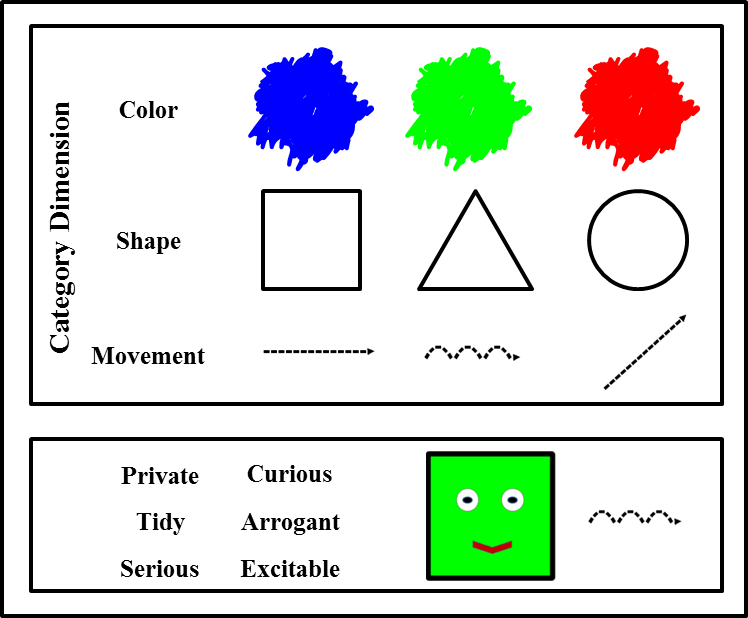 Category Dimension
Color
Shape
Movement
Private Curious
Tidy Arrogant
Serious Excitable